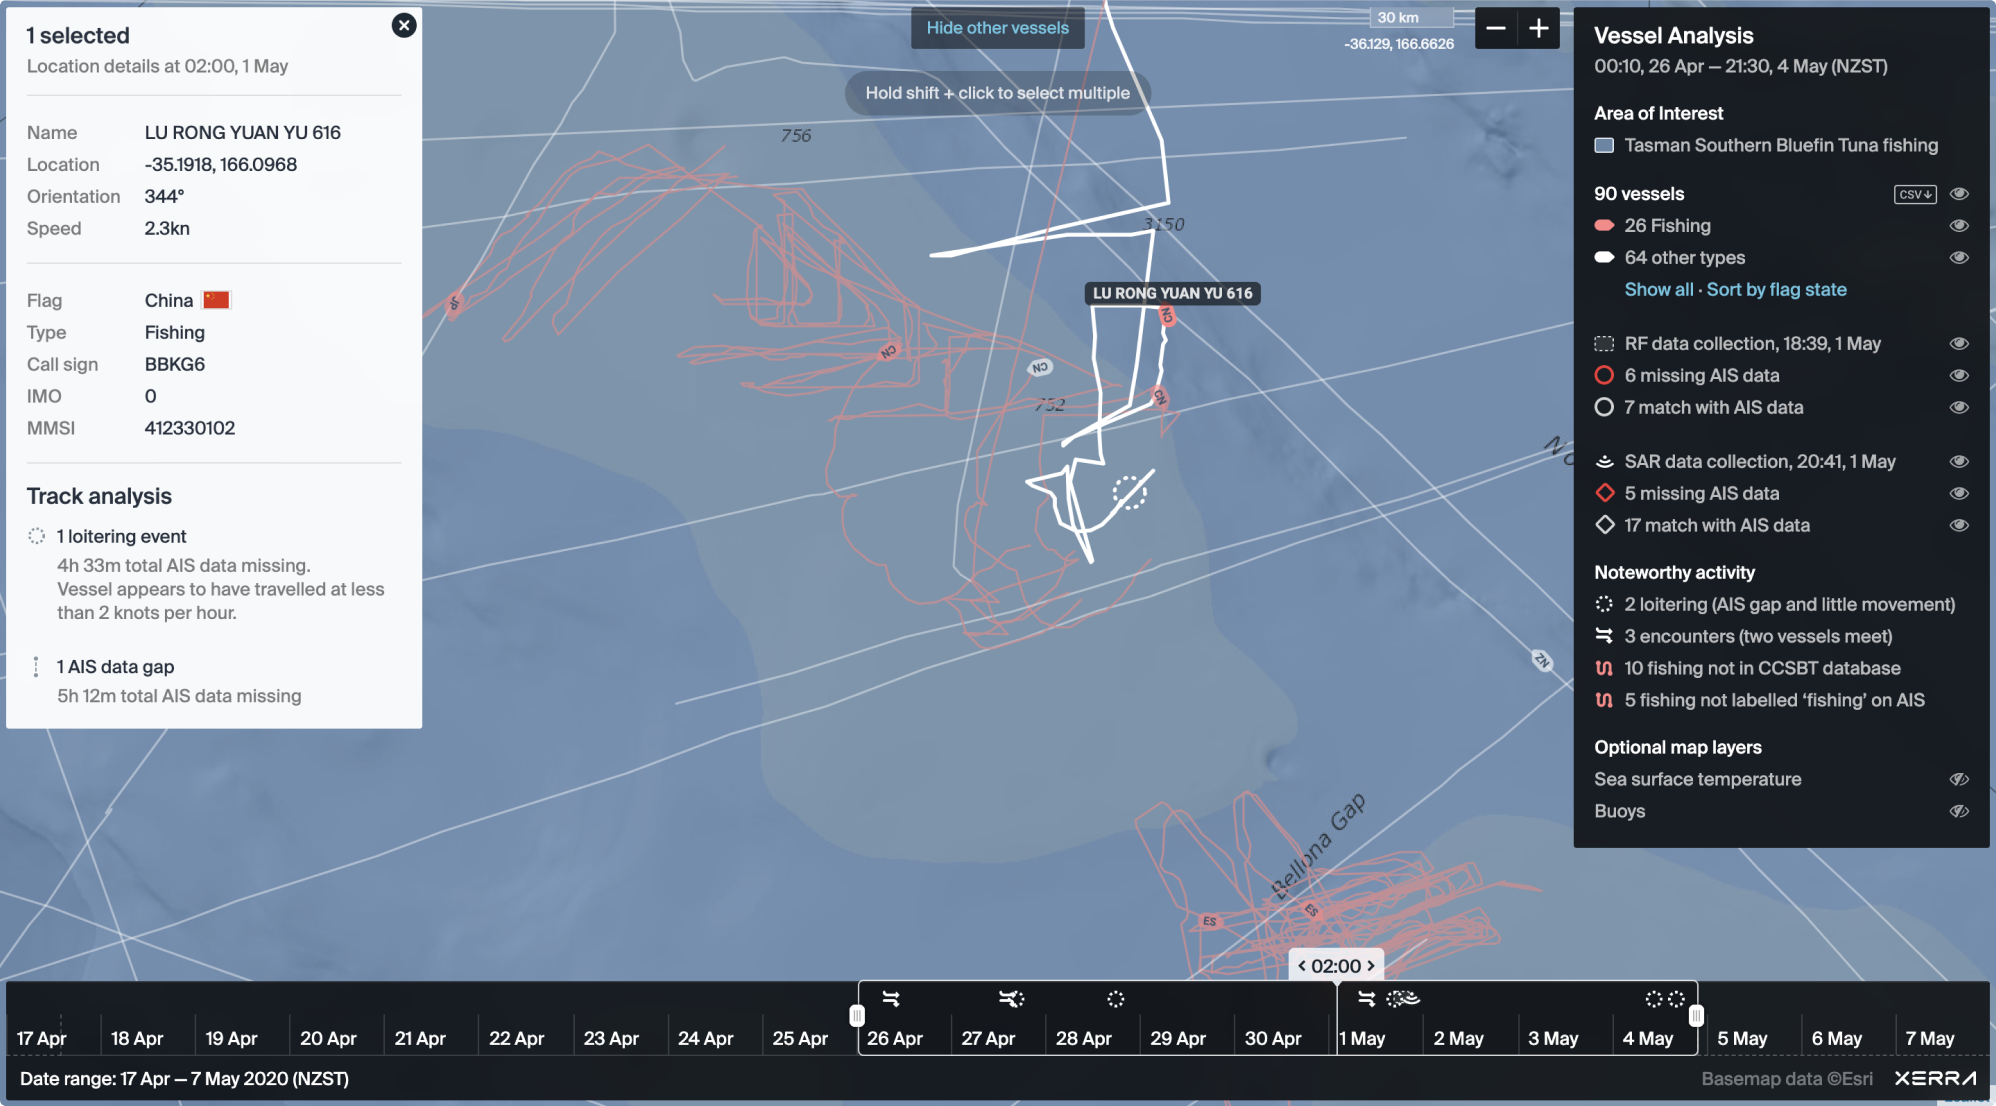 1 selected
Location details at 02:00, 1 May
Name LU RONG YUAN YU 616
Location -35.1918, 166.0968
Orientation 344°
Speed 2.3kn
Flag China
Type Fishing
Call sign BBKG6
IMO 0
MMSI 412330102
Track analysis
1 loitering event
4h 33m total AIS data missing.
Vessel appears to have travelled at less
than 2 knots per hour.
1 AIS data gap
5h 12m total AIS data missing
Hide other vessels
Hold shift + click to select multiple
30 km
-36.129, 166.6626
− +
756
3150
LU RONG YUAN YU 616
JP
CN
CN
CN
752
CN
NZ
Bellona Gap
ES
ES
Vessel Analysis
00:10, 26 Apr — 21:30, 4 May (NZST)
Area of Interest
Tasman Southern Bluefin Tuna fishing
90 vessels CSV↓
26 Fishing
64 other types
Show all · Sort by flag state
RF data collection, 18:39, 1 May
6 missing AIS data
7 match with AIS data
SAR data collection, 20:41, 1 May
5 missing AIS data
17 match with AIS data
Noteworthy activity
2 loitering (AIS gap and little movement)
3 encounters (two vessels meet)
10 fishing not in CCSBT database
5 fishing not labelled ‘fishing’ on AIS
Optional map layers
Sea surface temperature
Buoys
< 02:00 >
17 Apr 18 Apr 19 Apr 20 Apr 21 Apr 22 Apr 23 Apr 24 Apr 25 Apr 26 Apr 27 Apr 28 Apr 29 Apr 30 Apr 1 May 2 May 3 May 4 May 5 May 6 May 7 May
Date range: 17 Apr — 7 May 2020 (NZST)
Basemap data ©Esri XERRA